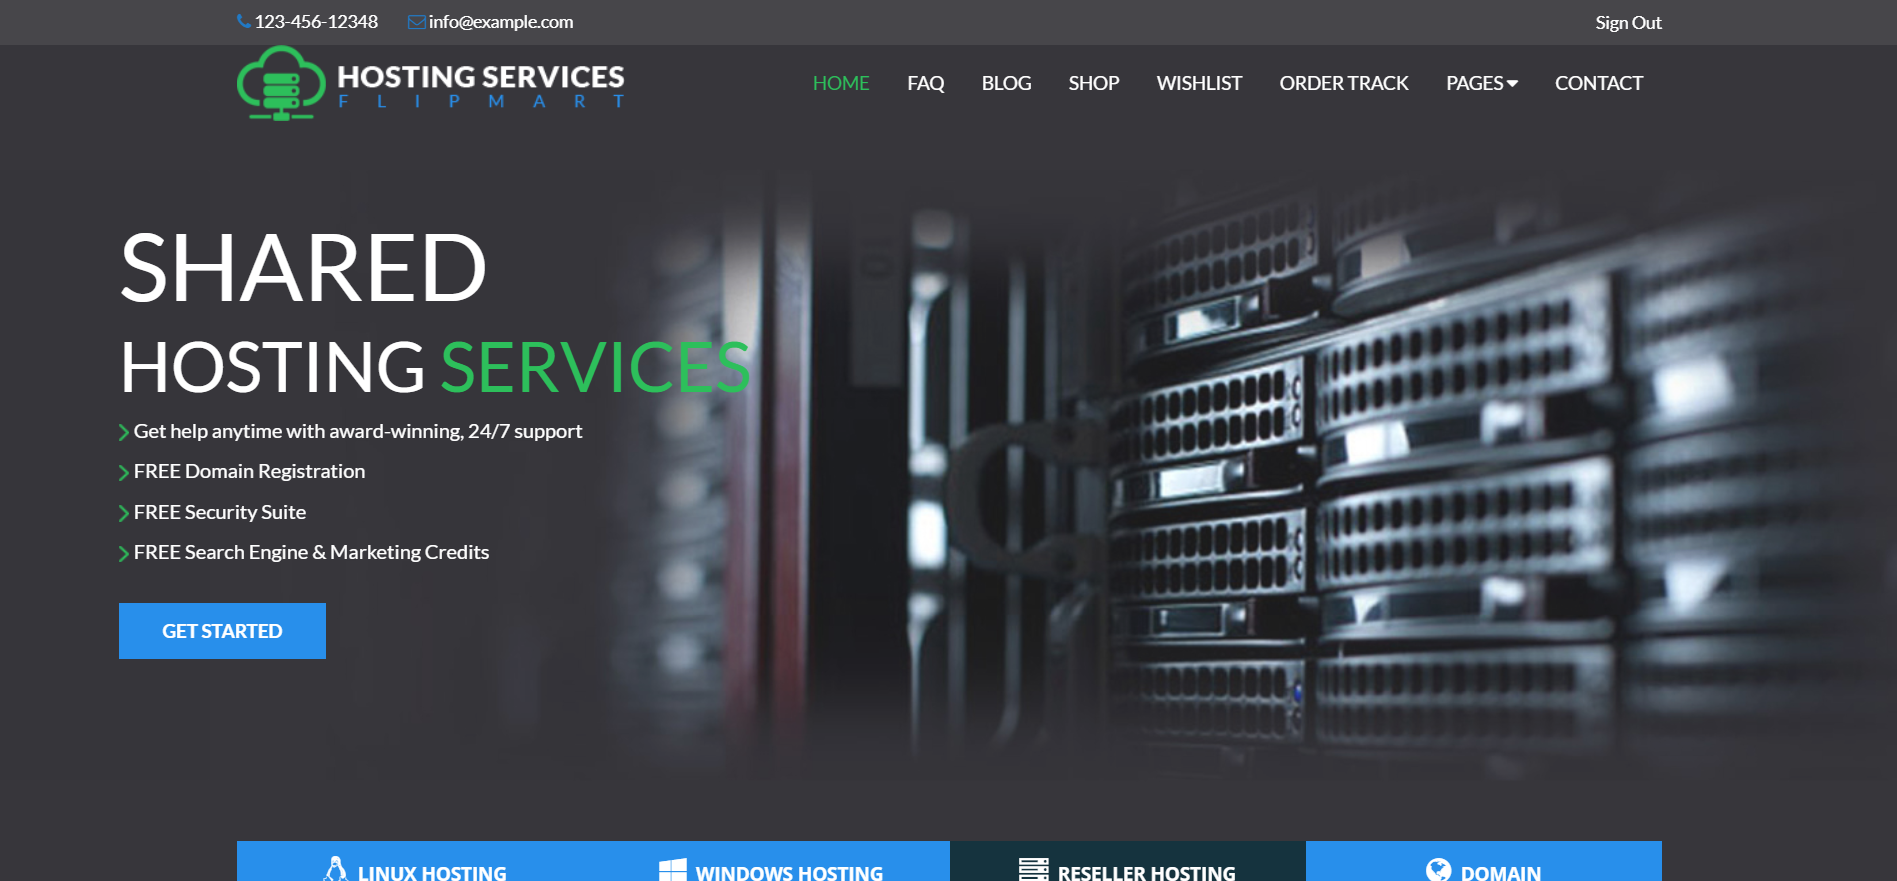 123-456-12348 info@example.com Sign Out
HOSTING SERVICES
FLIPMART
HOME FAQ BLOG SHOP WISHLIST ORDER TRACK PAGES CONTACT
SHARED
HOSTING SERVICES
Get help anytime with award-winning, 24/7 support
FREE Domain Registration
FREE Security Suite
FREE Search Engine & Marketing Credits
GET STARTED
LINUX HOSTING WINDOWS HOSTING RESELLER HOSTING DOMAIN